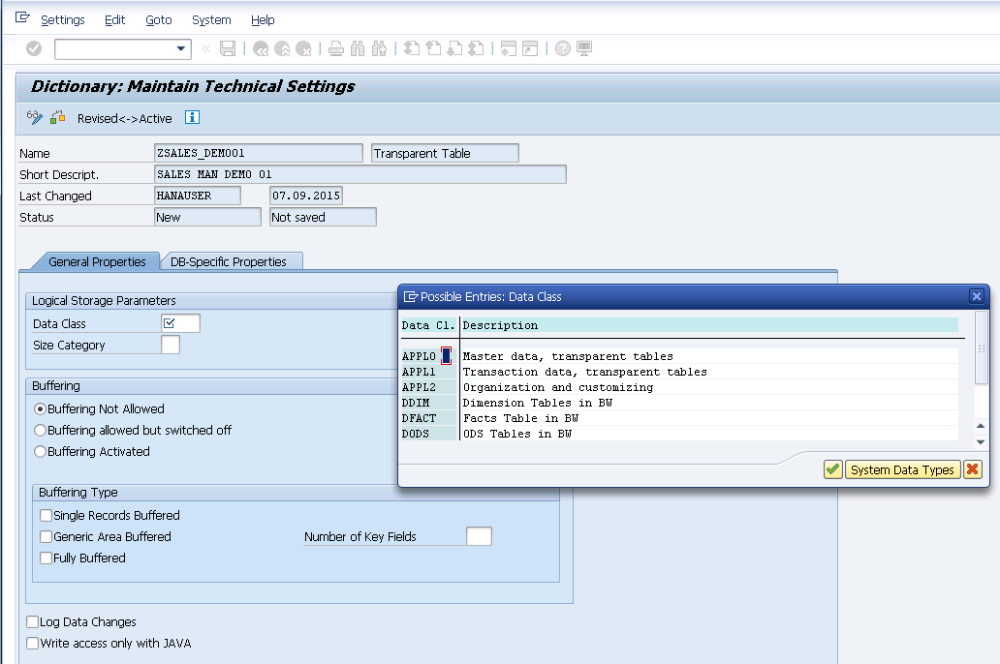 Settings Edit Goto System Help
Dictionary: Maintain Technical Settings
Revised<->Active
Name ZSALES_DEMO01 Transparent Table
Short Descript. SALES MAN DEMO 01
Last Changed HANAUSER 07.09.2015
Status New Not saved
General Properties DB-Specific Properties
Logical Storage Parameters
Data Class
Size Category
Buffering
Buffering Not Allowed
Buffering allowed but switched off
Buffering Activated
Buffering Type
Single Records Buffered
Generic Area Buffered Number of Key Fields
Fully Buffered
Log Data Changes
Write access only with JAVA
Possible Entries: Data Class
Data Cl. Description
APPL0 Master data, transparent tables
APPL1 Transaction data, transparent tables
APPL2 Organization and customizing
DDIM Dimension Tables in BW
DFACT Facts Table in BW
DODS ODS Tables in BW
System Data Types